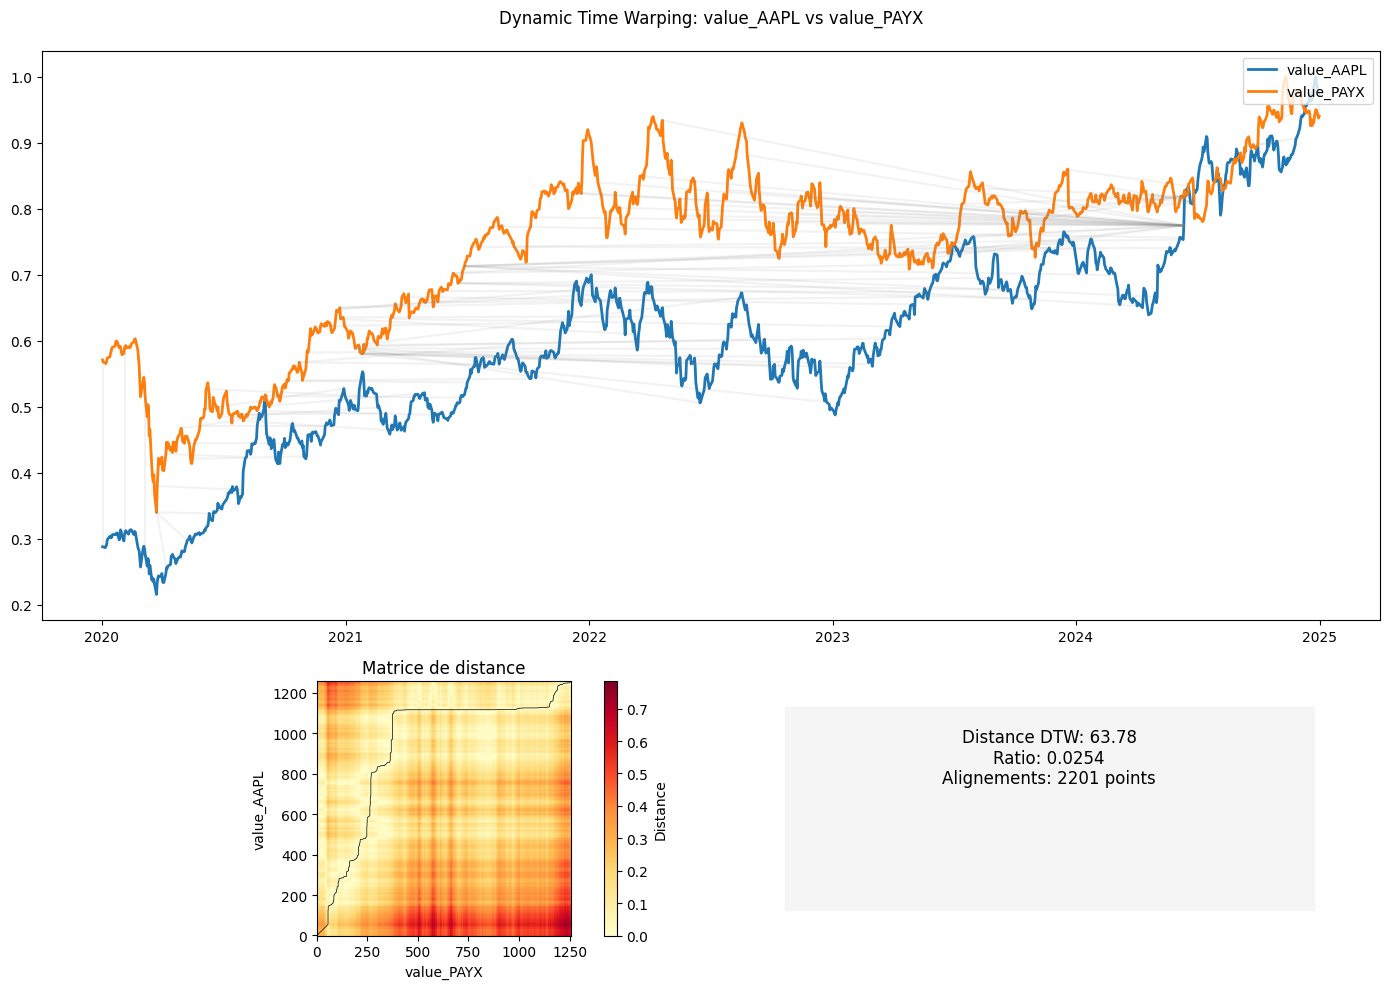 Dynamic Time Warping: value_AAPL vs value_PAYX
value_AAPL
value_PAYX
1.0
0.9
0.8
0.7
0.6
0.5
0.4
0.3
0.2
2020 2021 2022 2023 2024 2025
Matrice de distance
value_AAPL
1200
1000
800
600
400
200
0
0 250 500 750 1000 1250
value_PAYX
0.7
0.6
0.5
0.4
0.3
0.2
0.1
0.0
Distance
Distance DTW: 63.78
Ratio: 0.0254
Alignements: 2201 points